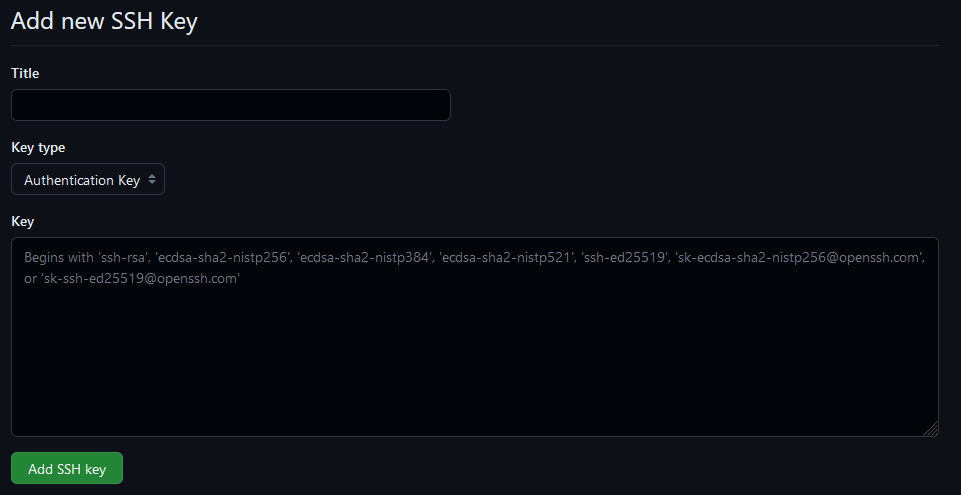 Add new SSH Key
Title
Key type
Authentication Key
Key
Begins with 'ssh-rsa', 'ecdsa-sha2-nistp256', 'ecdsa-sha2-nistp384', 'ecdsa-sha2-nistp521', 'ssh-ed25519', 'sk-ecdsa-sha2-nistp256@openssh.com',
or 'sk-ssh-ed25519@openssh.com'
Add SSH key